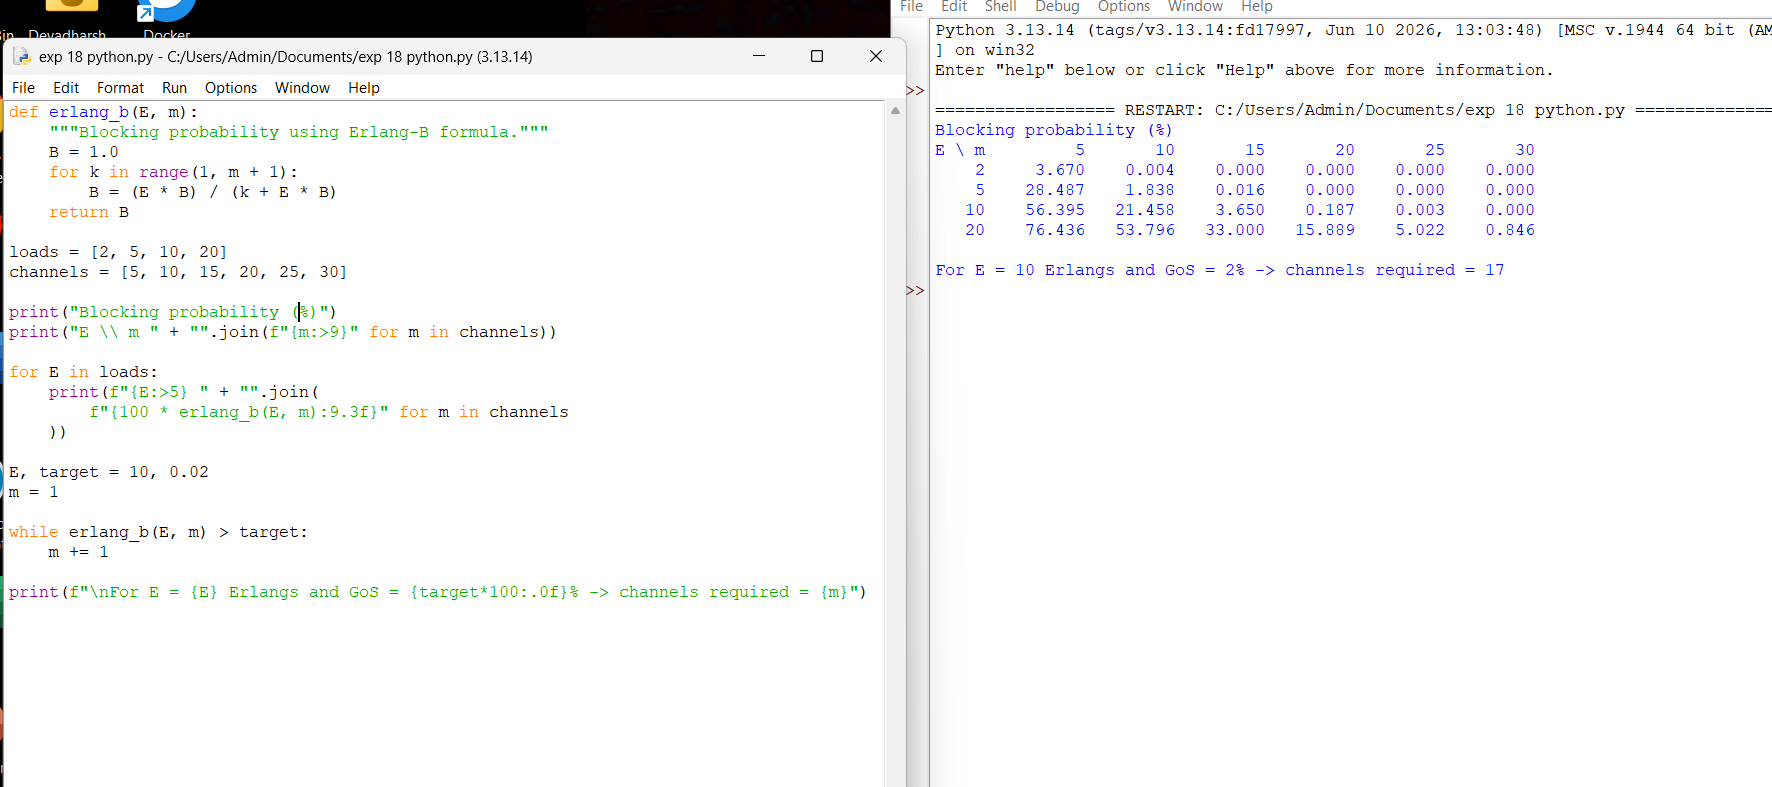 Devadharsh
Docker
exp 18 python.py - C:/Users/Admin/Documents/exp 18 python.py (3.13.14)
File Edit Format Run Options Window Help
def erlang_b(E, m):
    """Blocking probability using Erlang-B formula."""
    B = 1.0
    for k in range(1, m + 1):
        B = (E * B) / (k + E * B)
    return B

loads = [2, 5, 10, 20]
channels = [5, 10, 15, 20, 25, 30]

print("Blocking probability (%)")
print("E \\ m " + "".join(f"{m:>9}" for m in channels))

for E in loads:
    print(f"{E:>5} " + "".join(
        f"{100 * erlang_b(E, m):9.3f}" for m in channels
    ))

E, target = 10, 0.02
m = 1

while erlang_b(E, m) > target:
    m += 1

print(f"\nFor E = {E} Erlangs and GoS = {target*100:.0f}% -> channels required = {m}")
File Edit Shell Debug Options Window Help
Python 3.13.14 (tags/v3.13.14:fd17997, Jun 10 2026, 13:03:48) [MSC v.1944 64 bit (AM
] on win32
Enter "help" below or click "Help" above for more information.
>>
================== RESTART: C:/Users/Admin/Documents/exp 18 python.py ==============
Blocking probability (%)
E \ m         5       10       15       20       25       30
    2     3.670    0.004    0.000    0.000    0.000    0.000
    5    28.487    1.838    0.016    0.000    0.000    0.000
   10    56.395   21.458    3.650    0.187    0.003    0.000
   20    76.436   53.796   33.000   15.889    5.022    0.846

For E = 10 Erlangs and GoS = 2% -> channels required = 17
>>